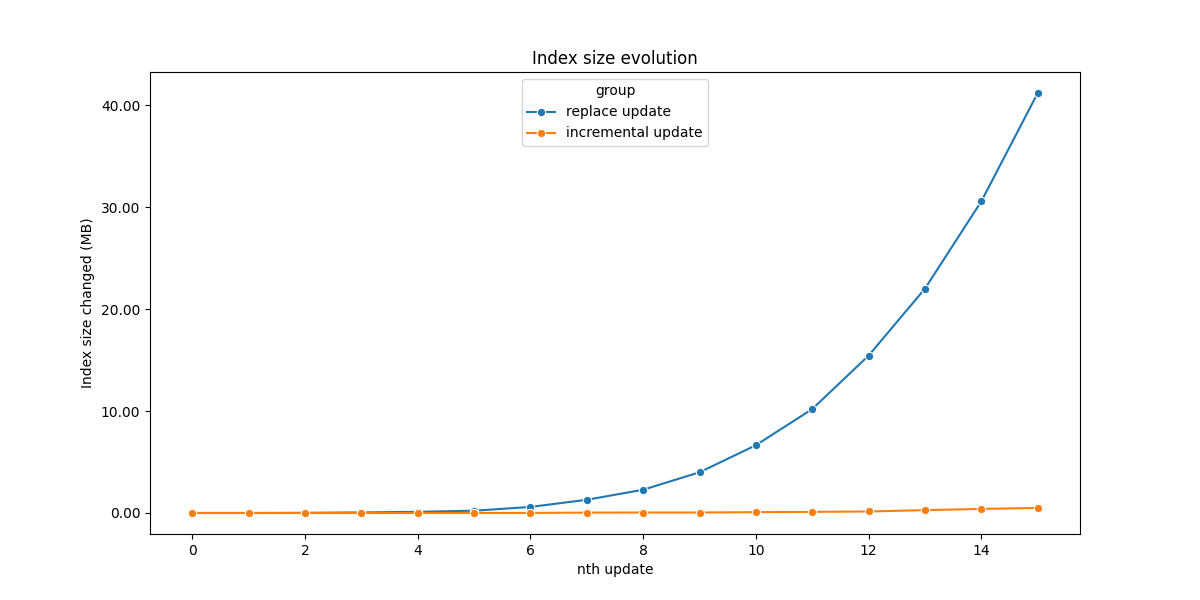 Index size evolution
group
replace update
incremental update
Index size changed (MB)
40.00
30.00
20.00
10.00
0.00
0 2 4 6 8 10 12 14
nth update